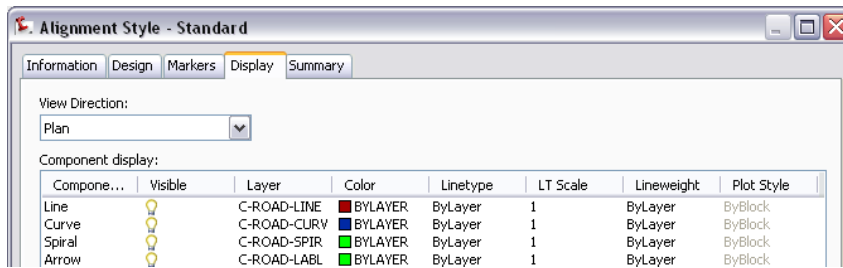 Alignment Style - Standard
Information Design Markers Display Summary
View Direction:
Plan
Component display:
Compone... Visible Layer Color Linetype LT Scale Lineweight Plot Style
Line C-ROAD-LINE BYLAYER ByLayer 1 ByLayer ByBlock
Curve C-ROAD-CURV BYLAYER ByLayer 1 ByLayer ByBlock
Spiral C-ROAD-SPIR BYLAYER ByLayer 1 ByLayer ByBlock
Arrow C-ROAD-LABL BYLAYER ByLayer 1 ByLayer ByBlock